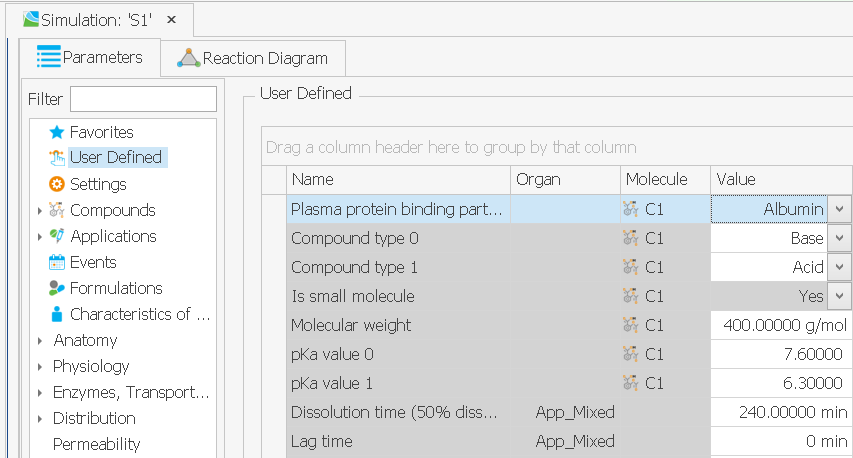 Simulation: 'S1' ×
Parameters Reaction Diagram
Filter
Favorites
User Defined
Settings
Compounds
Applications
Events
Formulations
Characteristics of ...
Anatomy
Physiology
Enzymes, Transport...
Distribution
Permeability
User Defined
Drag a column header here to group by that column
Name Organ Molecule Value
Plasma protein binding part... C1 Albumin
Compound type 0 C1 Base
Compound type 1 C1 Acid
Is small molecule C1 Yes
Molecular weight C1 400.00000 g/mol
pKa value 0 C1 7.60000
pKa value 1 C1 6.30000
Dissolution time (50% diss... App_Mixed 240.00000 min
Lag time App_Mixed 0 min